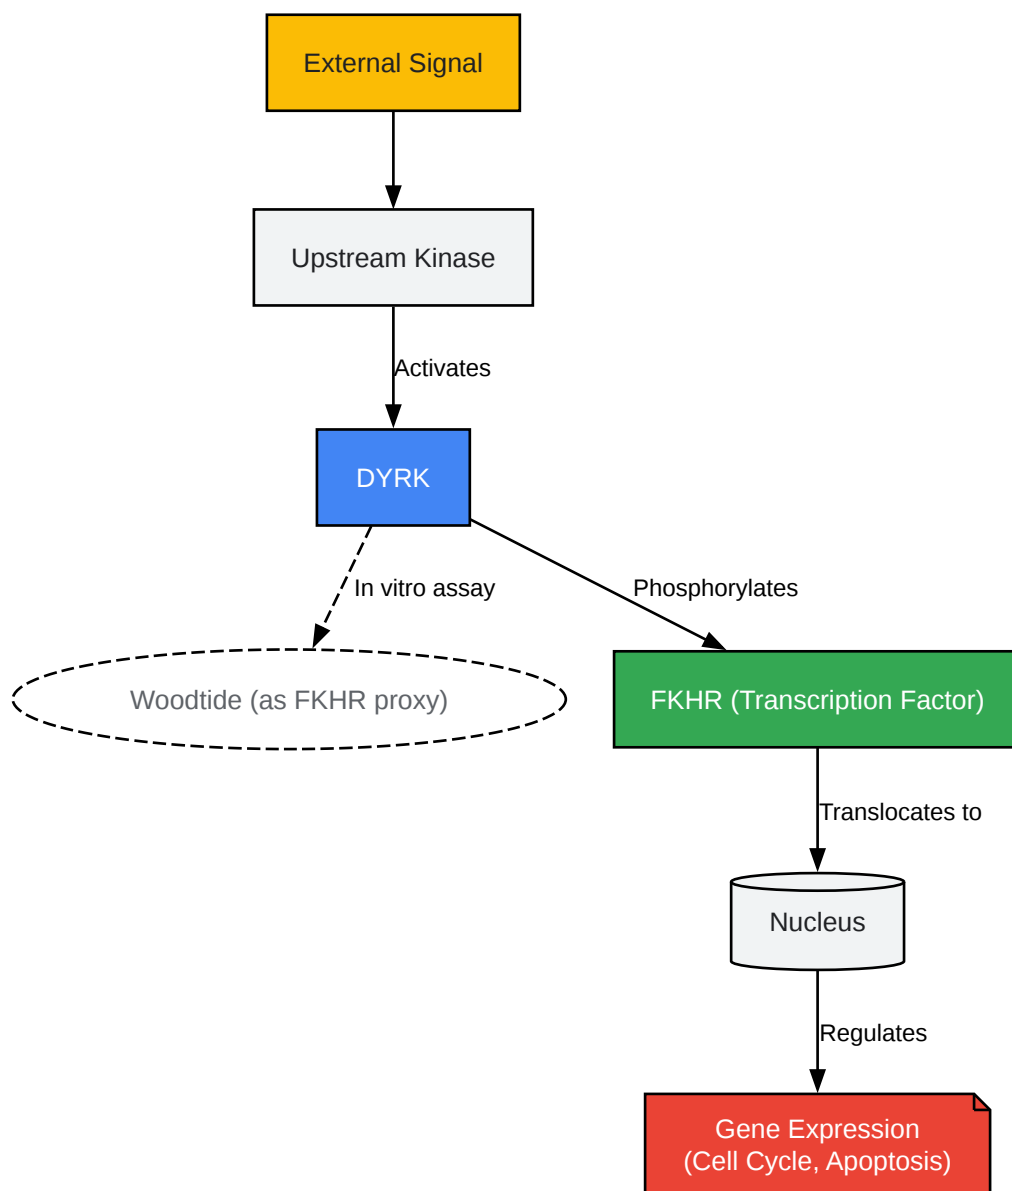 External Signal
Upstream Kinase
Activates
DYRK
In vitro assay
Phosphorylates
Woodtide (as FKHR proxy)
FKHR (Transcription Factor)
Translocates to
Nucleus
Regulates
Gene Expression
(Cell Cycle, Apoptosis)